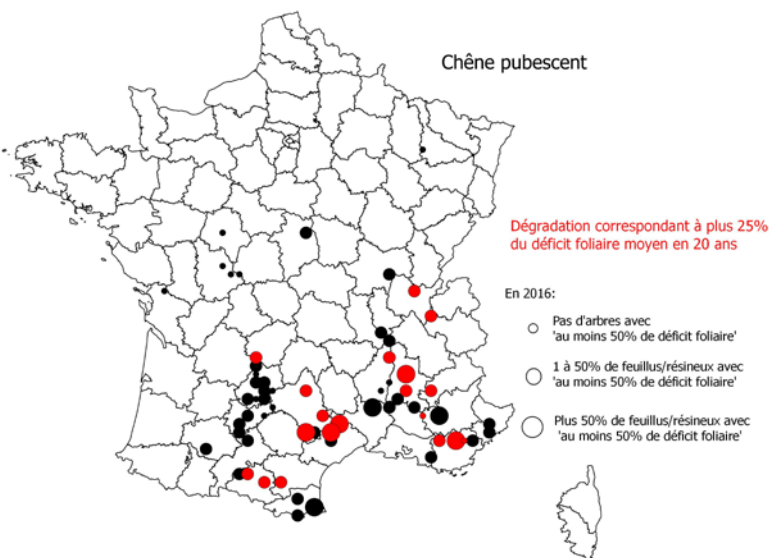 Chêne pubescent
Dégradation correspondant à plus 25%
du déficit foliaire moyen en 20 ans
En 2016:
Pas d'arbres avec
'au moins 50% de déficit foliaire'
1 à 50% de feuillus/résineux avec
'au moins 50% de déficit foliaire'
Plus 50% de feuillus/résineux avec
'au moins 50% de déficit foliaire'